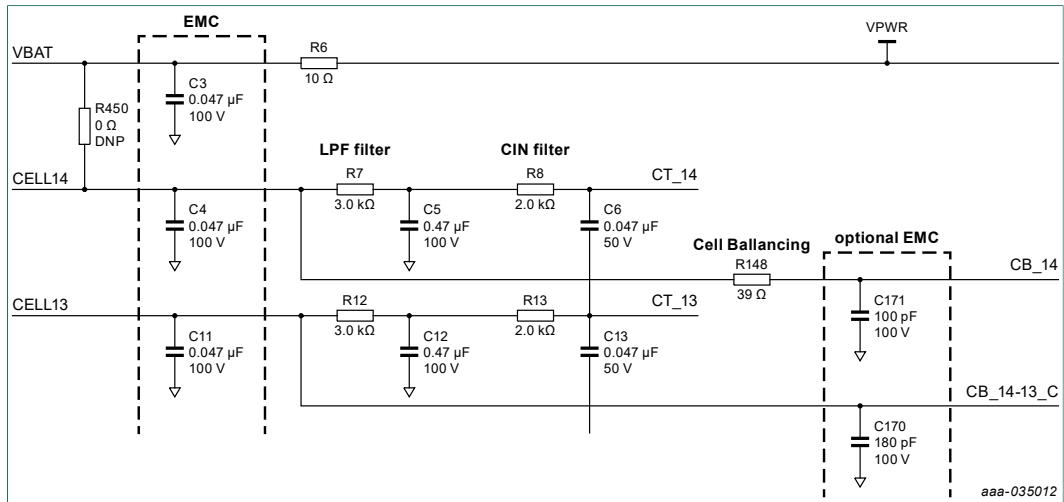 EMC
VBAT
R6
10 Ω
VPWR
C3
0.047 µF
100 V
R450
0 Ω
DNP
LPF filter
CIN filter
CELL14
R7
3.0 kΩ
R8
2.0 kΩ
CT_14
C4
0.047 µF
100 V
C5
0.47 µF
100 V
C6
0.047 µF
50 V
Cell Ballancing
optional EMC
R148
39 Ω
CB_14
CELL13
R12
3.0 kΩ
R13
2.0 kΩ
CT_13
C171
100 pF
100 V
C11
0.047 µF
100 V
C12
0.47 µF
100 V
C13
0.047 µF
50 V
CB_14-13_C
C170
180 pF
100 V
aaa-035012